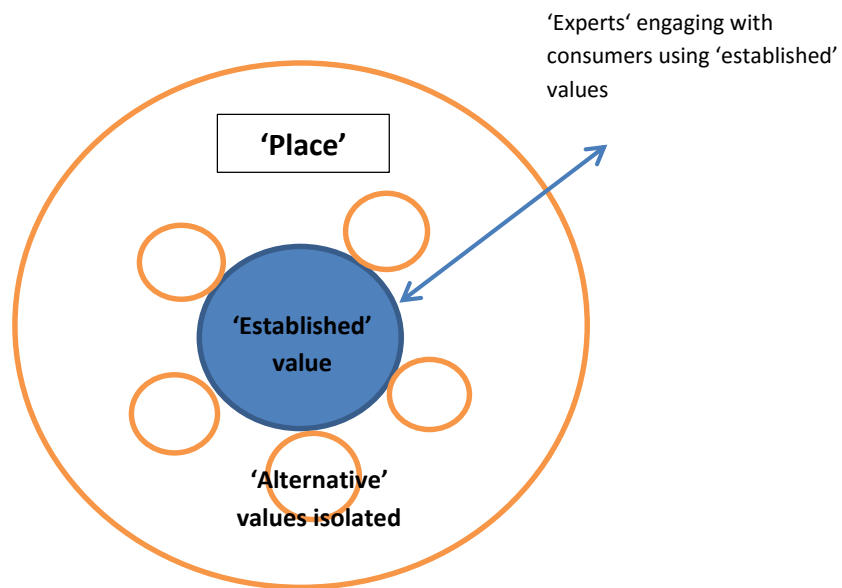 ‘Experts‘ engaging with
consumers using ‘established’
values
‘Place’
‘Established’
value
‘Alternative’
values isolated